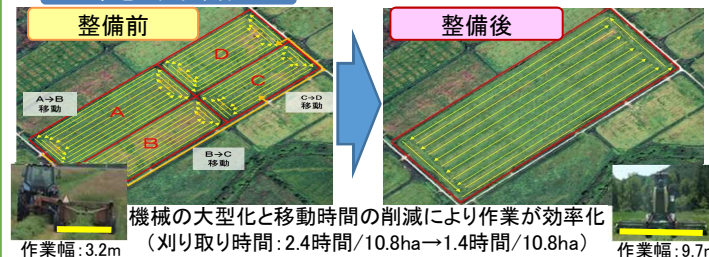 整備前
整備後
D
C
A
B
A→B
移動
C→D
移動
B→C
移動
機械の大型化と移動時間の削減により作業が効率化
(刈り取り時間:2.4時間/10.8ha→1.4時間/10.8ha)
作業幅:3.2m
作業幅:9.7m